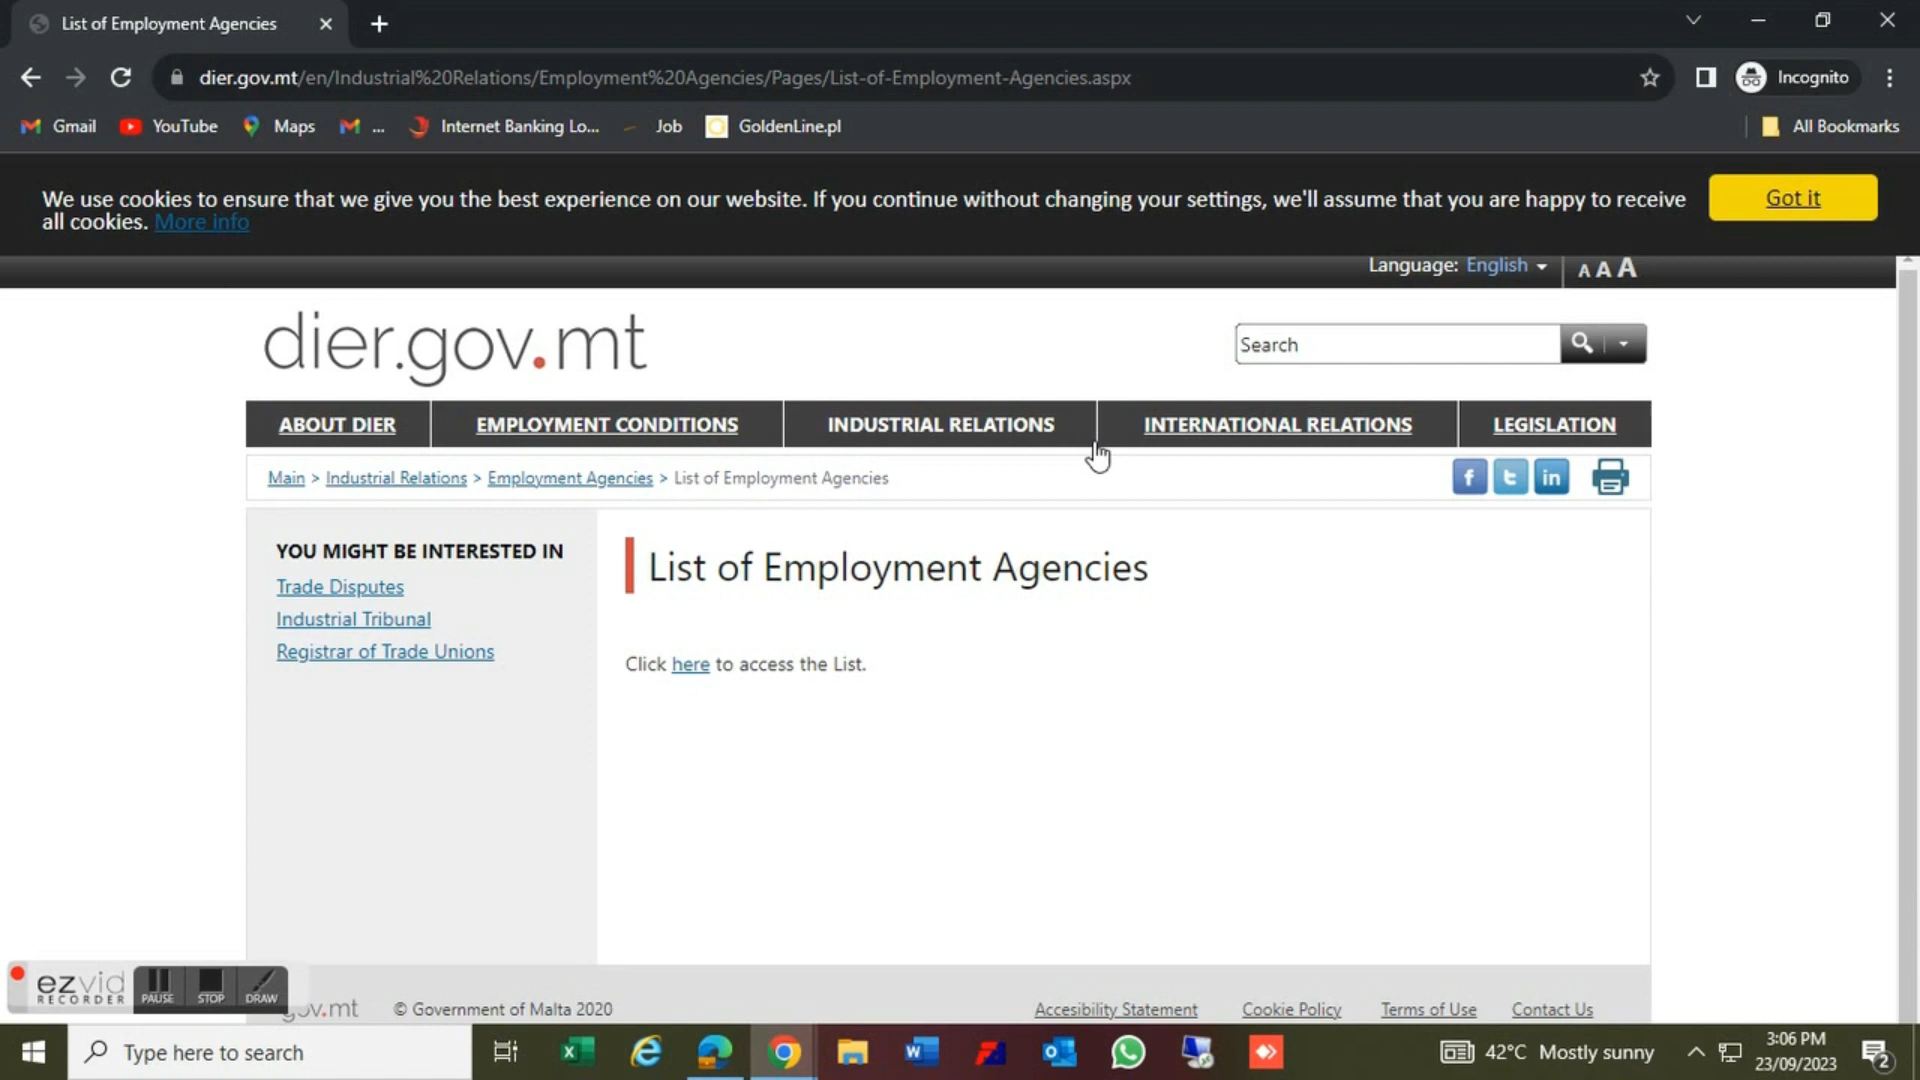 List of Employment Agencies
dier.gov.mt/en/Industrial%20Relations/Employment%20Agencies/Pages/List-of-Employment-Agencies.aspx
Incognito
Gmail YouTube Maps ... Internet Banking Lo... Job GoldenLine.pl All Bookmarks
We use cookies to ensure that we give you the best experience on our website. If you continue without changing your settings, we'll assume that you are happy to receive
all cookies. More info
Got it
Language: English A A A
dier.gov.mt
Search
ABOUT DIER EMPLOYMENT CONDITIONS INDUSTRIAL RELATIONS INTERNATIONAL RELATIONS LEGISLATION
Main > Industrial Relations > Employment Agencies > List of Employment Agencies
YOU MIGHT BE INTERESTED IN
Trade Disputes
Industrial Tribunal
Registrar of Trade Unions
List of Employment Agencies
Click here to access the List.
ezvid
RECORDER
PAUSE STOP DRAW
gov.mt © Government of Malta 2020 Accesibility Statement Cookie Policy Terms of Use Contact Us
Type here to search
42°C Mostly sunny
3:06 PM
23/09/2023
2